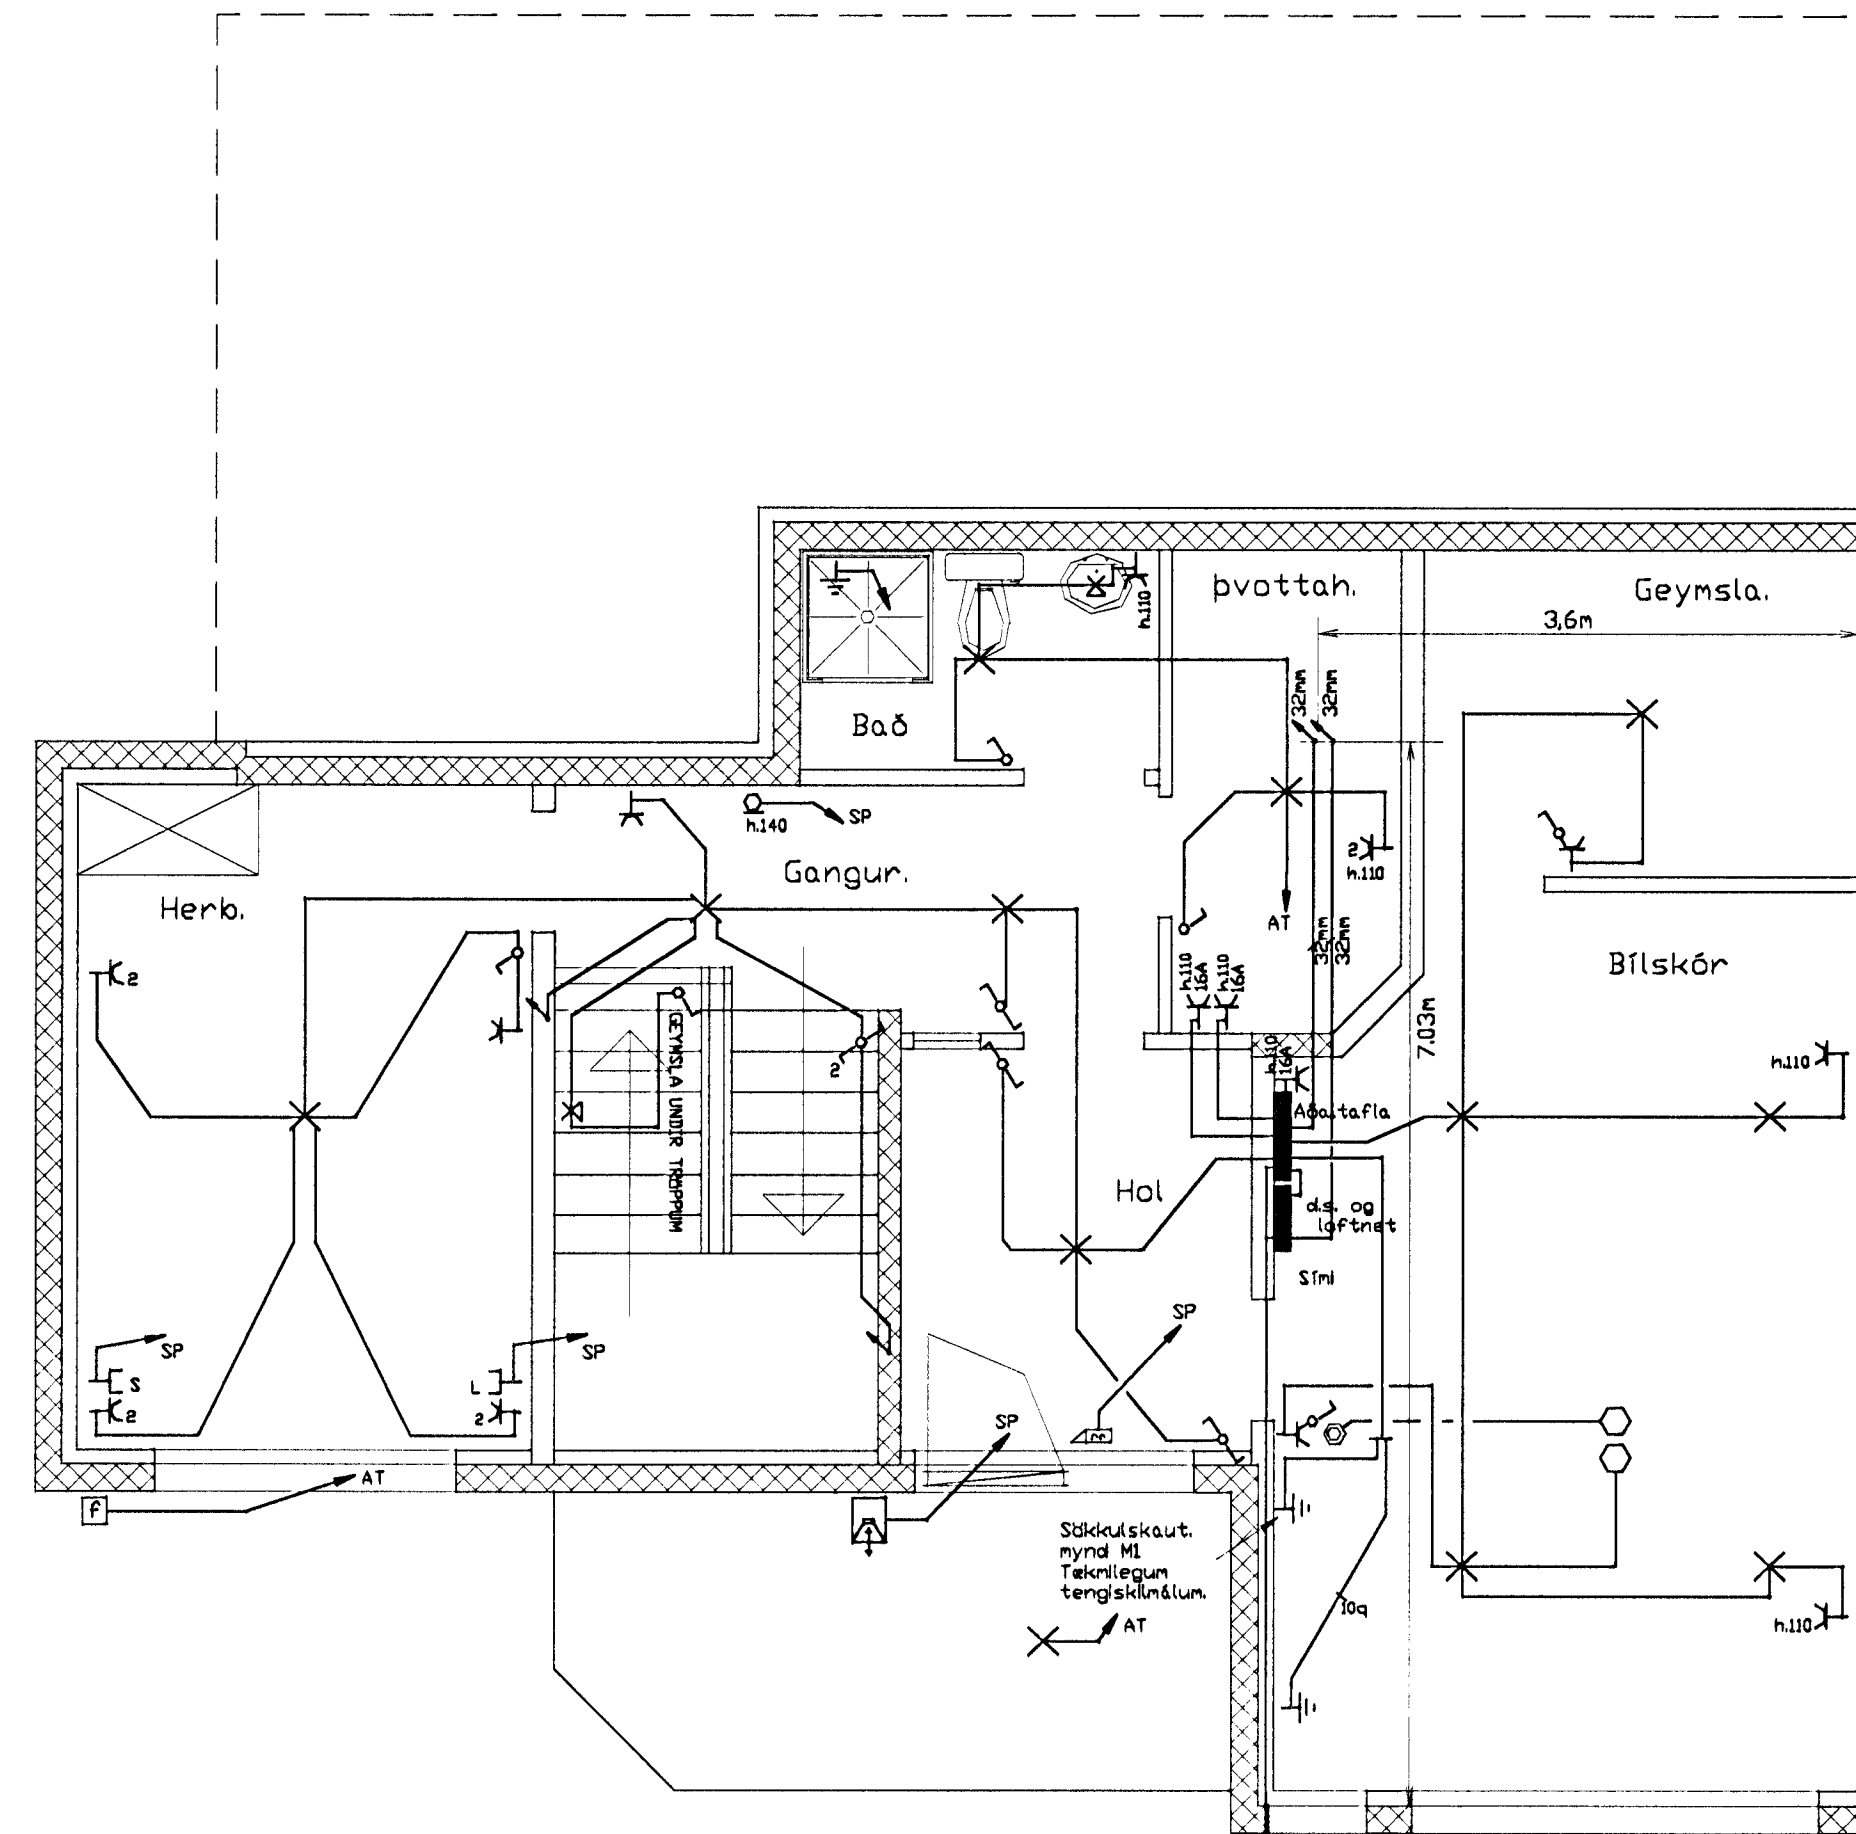 þvottah.
Geymsla.
3,6m
h.110
32mm
32mm
Bað
h.140
SP
Gangur.
2
h.110
Herb.
AT
32mm
32mm
Bílskór
2
h.110
16A
h.110
16A
7.03m
GEYMSLA UNDIR TRÖPPUM
2
h.110
16A
h.110
Aðaltafla
Hol
d.s. og
loftnet
Sími
SP
SP
SP
S
L
2
2
SP
AT
f
Sökkulskaut.
mynd M1
Tæknilegum
tengiskilmálum.
10q
AT
h.110